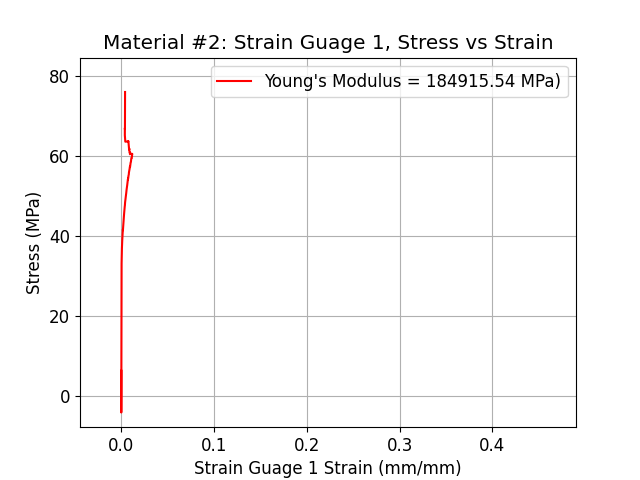 Material #2: Strain Guage 1, Stress vs Strain
Young's Modulus = 184915.54 MPa)
80
60
40
20
0
Stress (MPa)
0.0 0.1 0.2 0.3 0.4
Strain Guage 1 Strain (mm/mm)